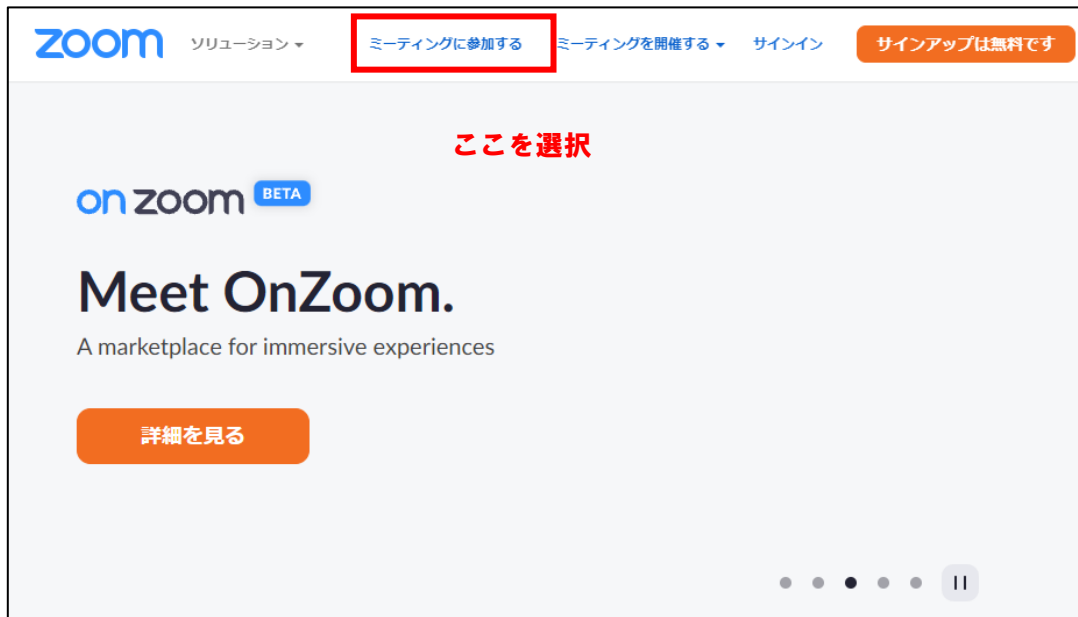 zoom ソリューション ミーティングに参加する ミーティングを開催する サインイン サインアップは無料です
ここを選択
on zoom BETA
Meet OnZoom.
A marketplace for immersive experiences
詳細を見る